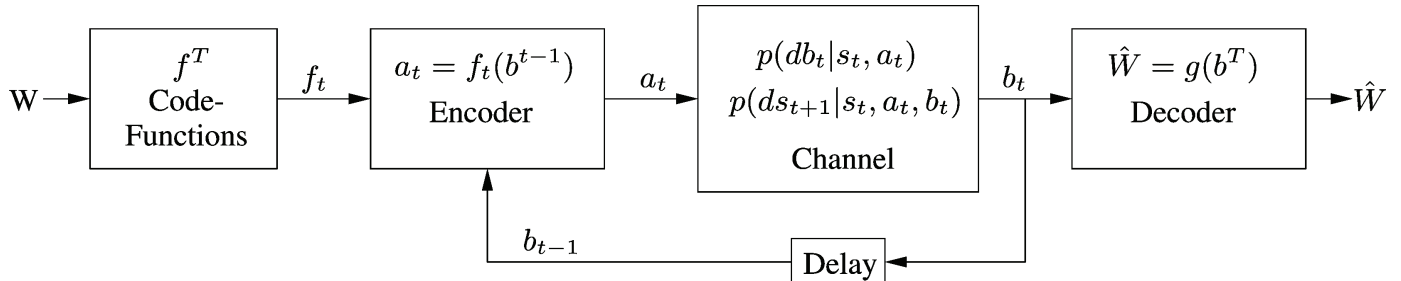 W
f^T
Code-
Functions
f_t
a_t = f_t(b^{t-1})
Encoder
a_t
p(db_t|s_t, a_t)
p(ds_{t+1}|s_t, a_t, b_t)
Channel
b_t
Ŵ = g(b^T)
Decoder
Ŵ
b_{t-1}
Delay